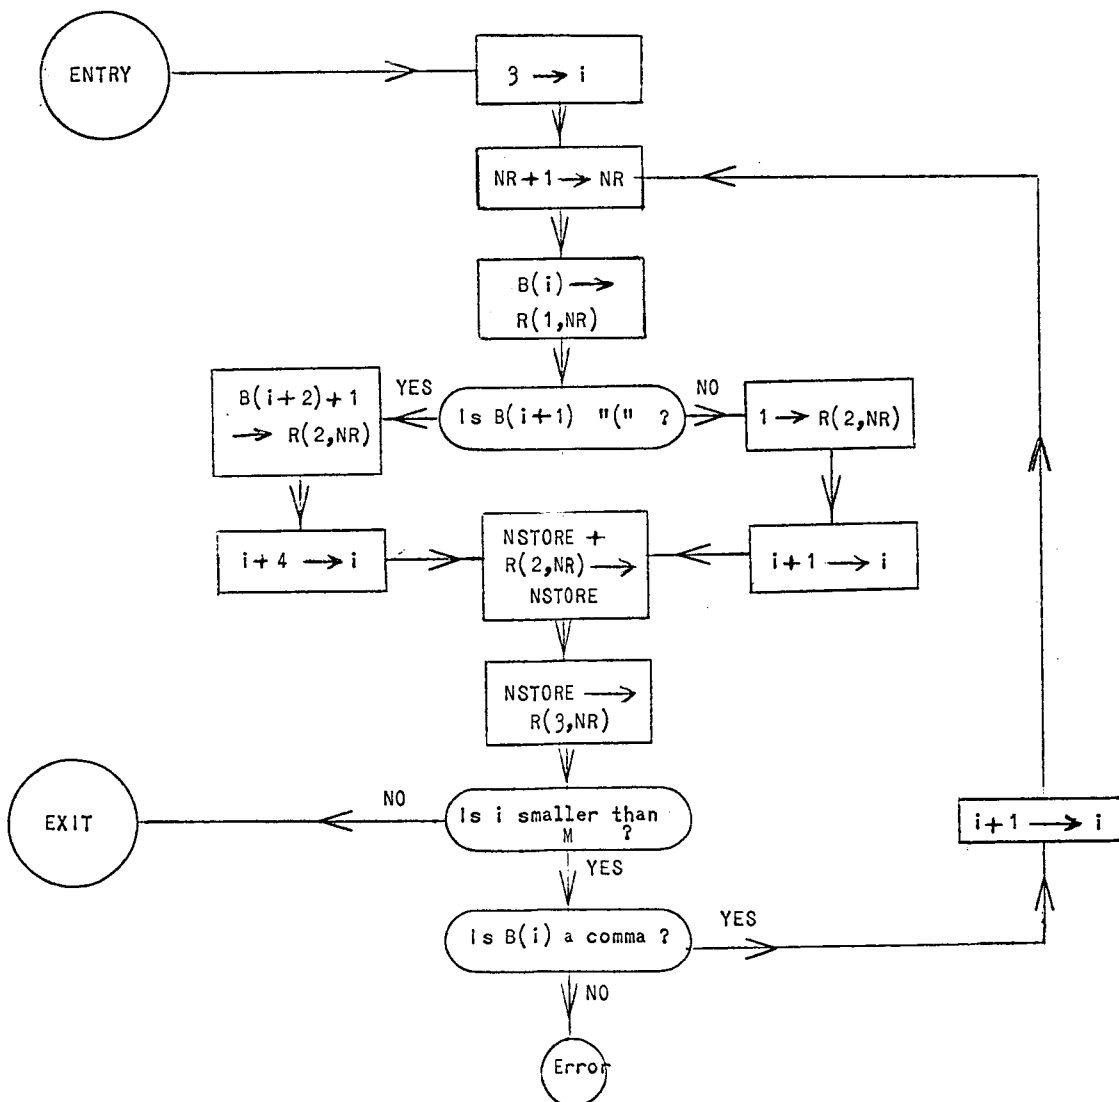 ENTRY
3 → i
NR+1 → NR
B(i) →
R(1,NR)
YES
Is B(i+1) "(" ?
NO
B(i+2)+1
→ R(2,NR)
1 → R(2,NR)
i+4 → i
NSTORE +
R(2,NR) →
NSTORE
i+1 → i
NSTORE →
R(3,NR)
EXIT
NO
Is i smaller than
M ?
i+1 → i
YES
Is B(i) a comma ?
YES
NO
Error